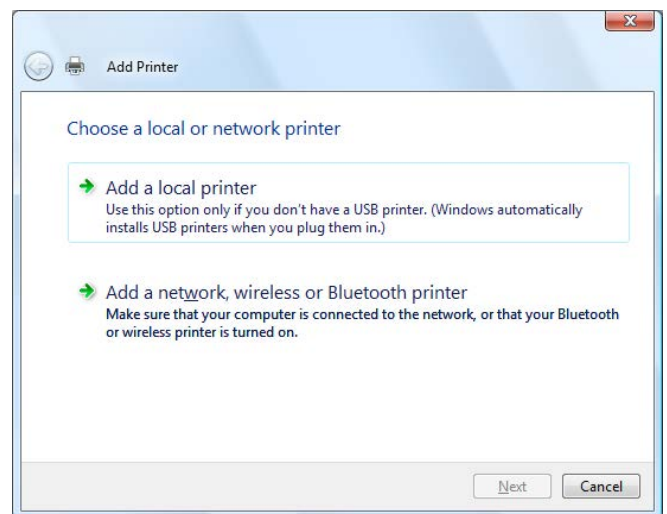 Add Printer
Choose a local or network printer
Add a local printer
Use this option only if you don't have a USB printer. (Windows automatically
installs USB printers when you plug them in.)
Add a network, wireless or Bluetooth printer
Make sure that your computer is connected to the network, or that your Bluetooth
or wireless printer is turned on.
Next
Cancel